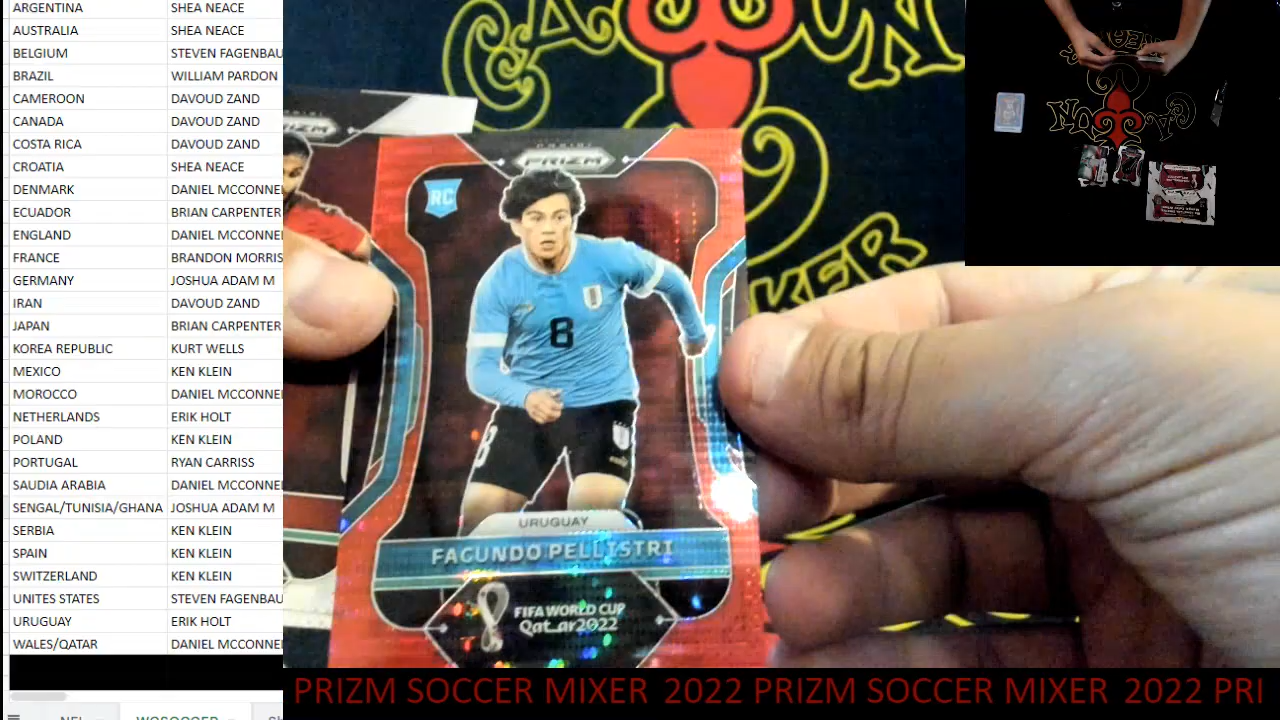 ARGENTINA SHEA NEACE
AUSTRALIA SHEA NEACE
BELGIUM STEVEN FAGENBAU
BRAZIL WILLIAM PARDON
CAMEROON DAVOUD ZAND
CANADA DAVOUD ZAND
COSTA RICA DAVOUD ZAND
CROATIA SHEA NEACE
DENMARK DANIEL MCCONNE
ECUADOR BRIAN CARPENTER
ENGLAND DANIEL MCCONNE
FRANCE BRANDON MORRIS
GERMANY JOSHUA ADAM M
IRAN DAVOUD ZAND
JAPAN BRIAN CARPENTER
KOREA REPUBLIC KURT WELLS
MEXICO KEN KLEIN
MOROCCO DANIEL MCCONNE
NETHERLANDS ERIK HOLT
POLAND KEN KLEIN
PORTUGAL RYAN CARRISS
SAUDIA ARABIA DANIEL MCCONNE
SENGAL/TUNISIA/GHANA JOSHUA ADAM M
SERBIA KEN KLEIN
SPAIN KEN KLEIN
SWITZERLAND KEN KLEIN
UNITES STATES STEVEN FAGENBAU
URUGUAY ERIK HOLT
WALES/QATAR DANIEL MCCONNE
PANINI
PRIZM
RC
8
8
URUGUAY
FACUNDO PELLISTRI
FIFA WORLD CUP
Qatar2022
PRIZM SOCCER MIXER 2022 PRIZM SOCCER MIXER 2022 PRI